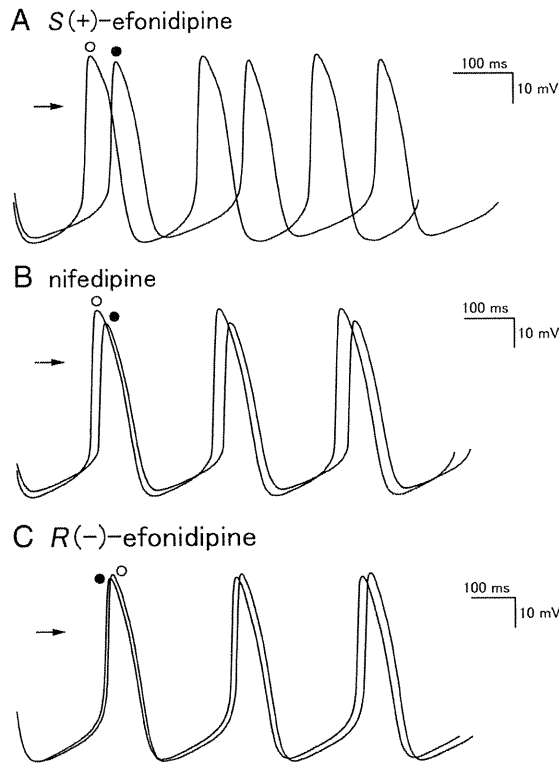 A S(+)-efonidipine
100 ms
10 mV
B nifedipine
100 ms
10 mV
C R(-)-efonidipine
100 ms
10 mV